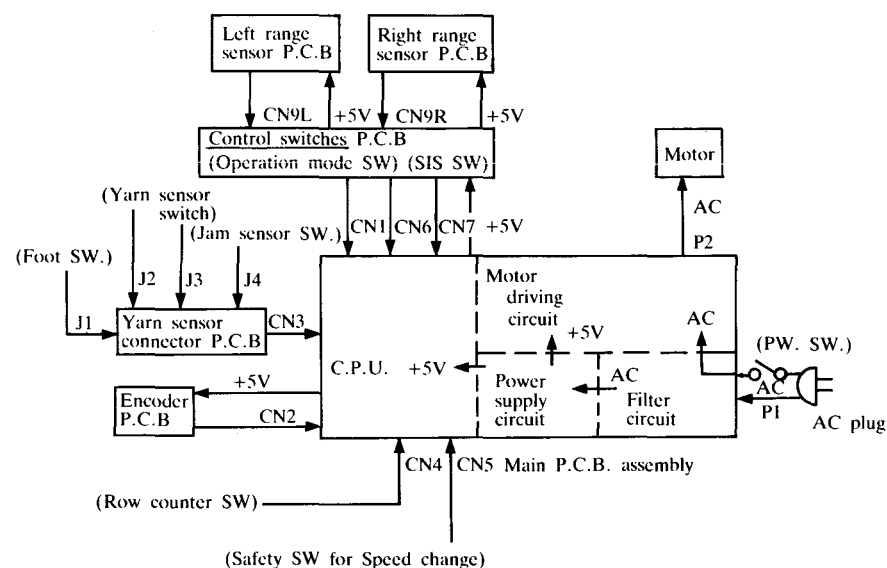 Left range
sensor P.C.B
Right range
sensor P.C.B
CN9L
+5V
CN9R
+5V
Control switches P.C.B
(Operation mode SW) (SIS SW)
Motor
(Yarn sensor
switch)
(Jam sensor SW.)
(Foot SW.)
CN1
CN6
CN7
+5V
AC
P2
J2
J3
J4
J1
Yarn sensor
connector P.C.B
CN3
Motor
driving
circuit
+5V
AC
(PW. SW.)
C.P.U.
+5V
Power
supply
circuit
AC
Filter
circuit
AC
P1
AC plug
Encoder
P.C.B
+5V
CN2
CN4
CN5
Main P.C.B. assembly
(Row counter SW)
(Safety SW for Speed change)